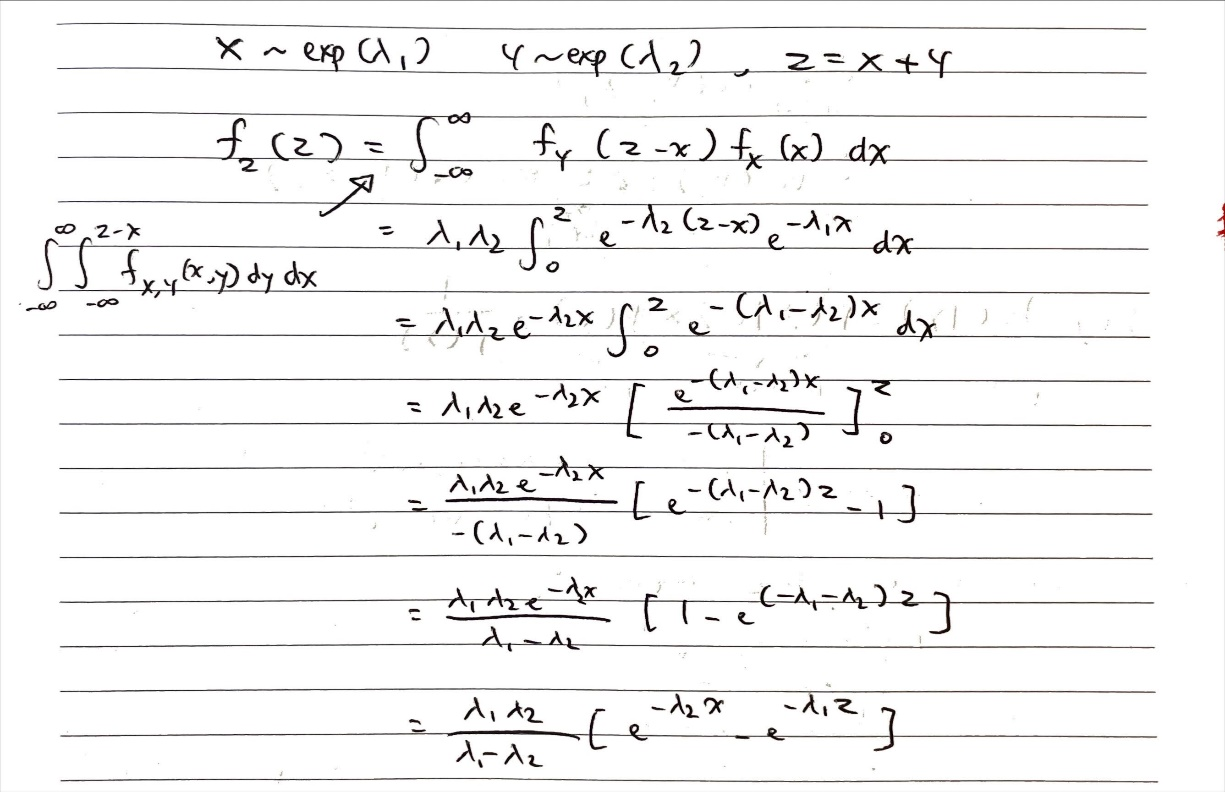 x ~ exp(λ₁) y ~ exp(λ₂), z = x + y
f_z(z) = ∫_{-∞}^{∞} f_y(z-x) f_x(x) dx
∫_{-∞}^{∞} ∫_{-∞}^{z-x} f_{x,y}(x,y) dy dx
= λ₁λ₂ ∫_0^z e^{-λ₂(z-x)} e^{-λ₁x} dx
= λ₁λ₂ e^{-λ₂x} ∫_0^z e^{-(λ₁-λ₂)x} dx
= λ₁λ₂ e^{-λ₂x} [ e^{-(λ₁-λ₂)x} / -(λ₁-λ₂) ]_0^z
= λ₁λ₂ e^{-λ₂x} / -(λ₁-λ₂) [ e^{-(λ₁-λ₂)z} - 1 ]
= λ₁λ₂ e^{-λ₂x} / λ₁-λ₂ [ 1 - e^{(-λ₁-λ₂)z} ]
= λ₁λ₂ / λ₁-λ₂ [ e^{-λ₂x} - e^{-λ₁z} ]